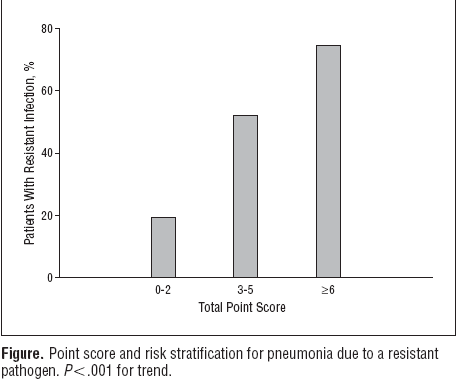 80
60
40
20
0
Patients With Resistant Infection, %
0-2
3-5
≥6
Total Point Score
Figure. Point score and risk stratification for pneumonia due to a resistant
pathogen. P<.001 for trend.